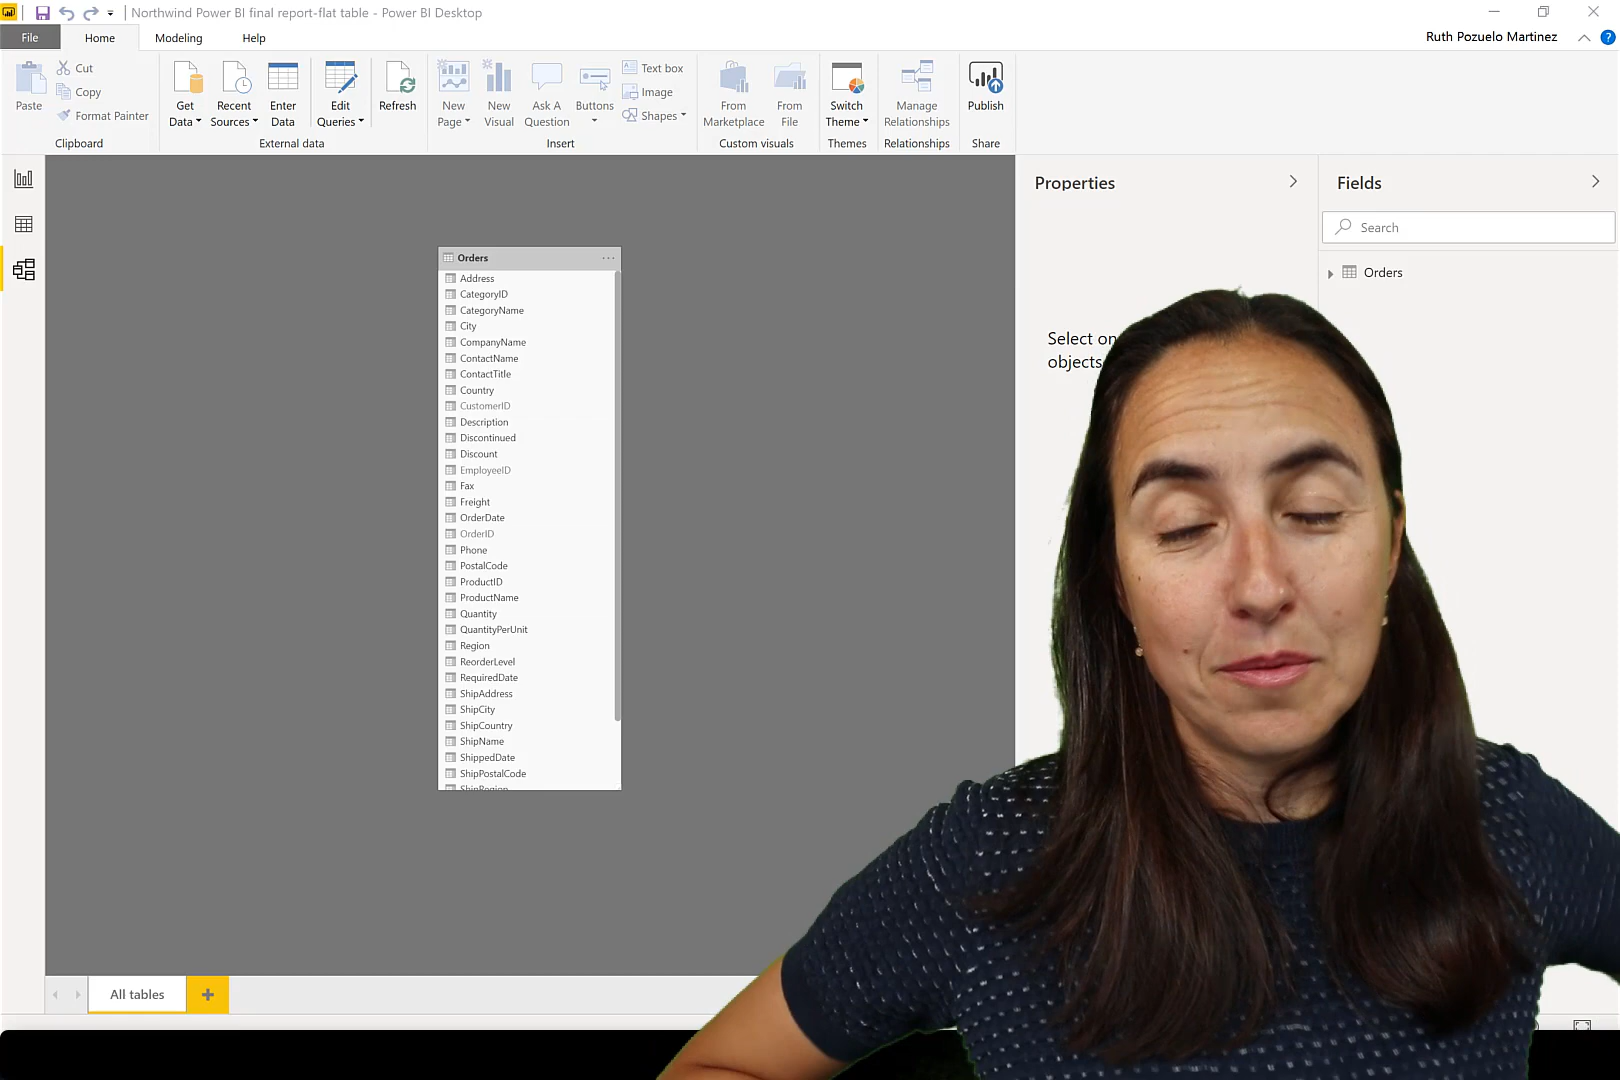 Northwind Power BI final report-flat table - Power BI Desktop
File
Home
Modeling
Help
Ruth Pozuelo Martinez
?
Paste
Cut
Copy
Format Painter
Clipboard
Get
Data
Recent
Sources
Enter
Data
Edit
Queries
Refresh
External data
New
Page
New
Visual
Ask A
Question
Buttons
Text box
Image
Shapes
Insert
From
Marketplace
From
File
Custom visuals
Switch
Theme
Themes
Manage
Relationships
Relationships
Publish
Share
Properties
Select on
objects
Fields
Search
Orders
Orders
Address
CategoryID
CategoryName
City
CompanyName
ContactName
ContactTitle
Country
CustomerID
Description
Discontinued
Discount
EmployeeID
Fax
Freight
OrderDate
OrderID
Phone
PostalCode
ProductID
ProductName
Quantity
QuantityPerUnit
Region
ReorderLevel
RequiredDate
ShipAddress
ShipCity
ShipCountry
ShipName
ShippedDate
ShipPostalCode
ShipRegion
All tables